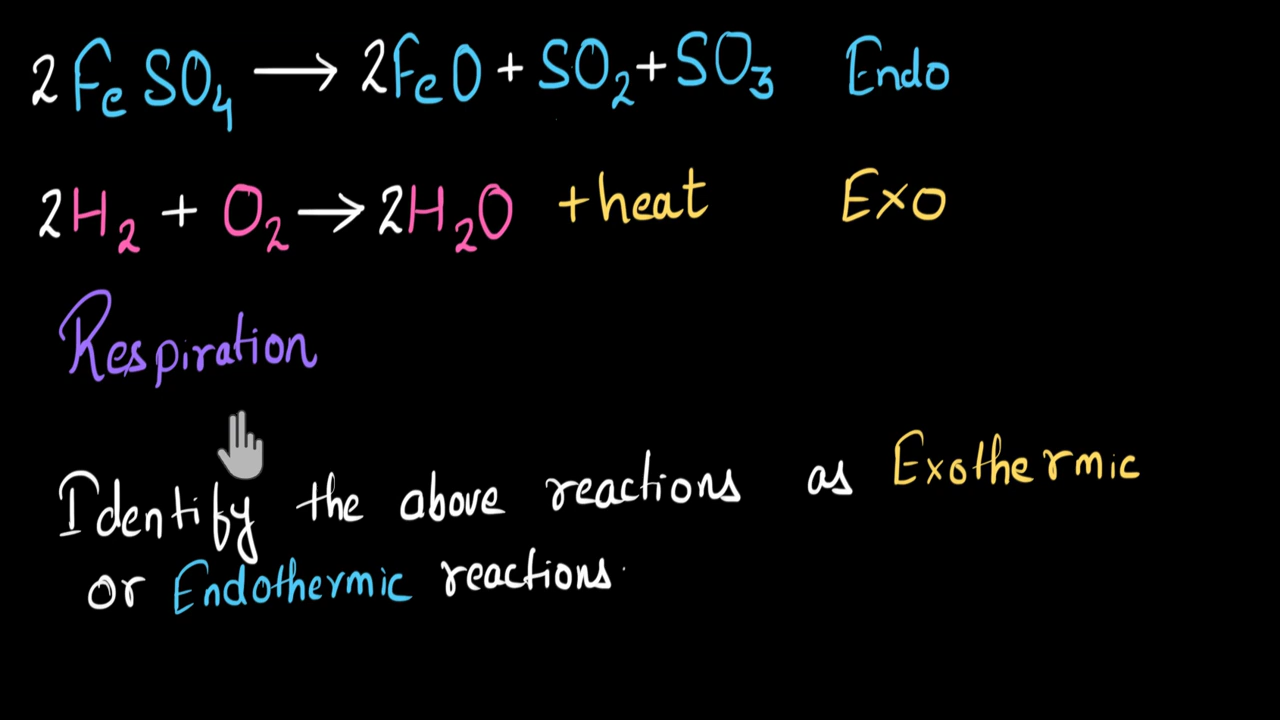 2FeSO₄ → 2FeO + SO₂ + SO₃ Endo
2H₂ + O₂ → 2H₂O + heat Exo
Respiration
Identify the above reactions as Exothermic
or Endothermic reactions.